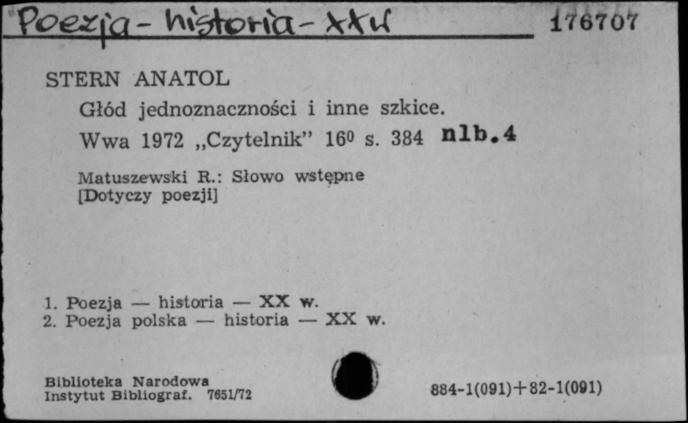 Poezja - historia - XX w
176707
STERN ANATOL
Głód jednoznaczności i inne szkice.
Wwa 1972 „Czytelnik” 16⁰ s. 384 nlb.4
Matuszewski R.: Słowo wstępne
[Dotyczy poezji]
1. Poezja — historia — XX w.
2. Poezja polska — historia — XX w.
Biblioteka Narodowa
Instytut Bibliograf. 7651/72
884-1(091)+82-1(091)